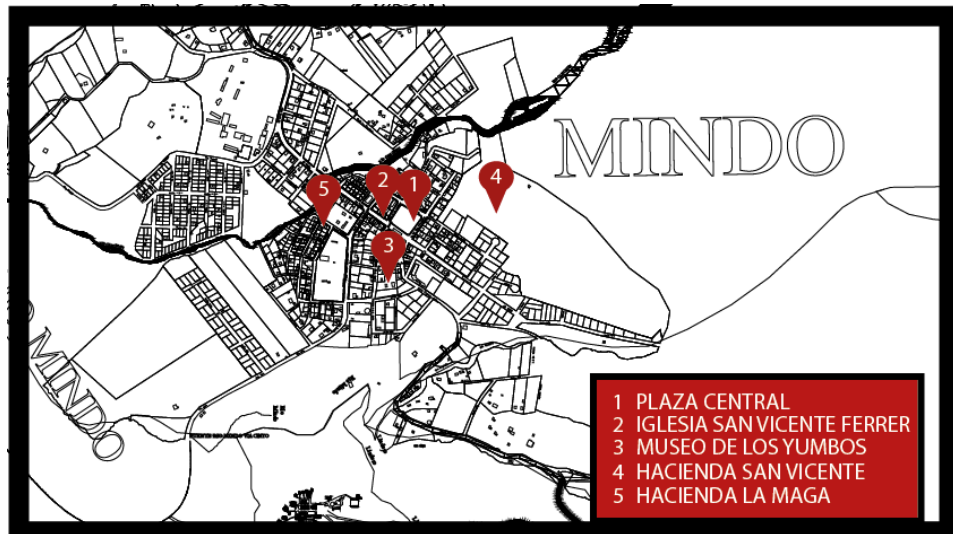 MINDO
5
2
1
4
3
MINDO
1 PLAZA CENTRAL
2 IGLESIA SAN VICENTE FERRER
3 MUSEO DE LOS YUMBOS
4 HACIENDA SAN VICENTE
5 HACIENDA LA MAGA